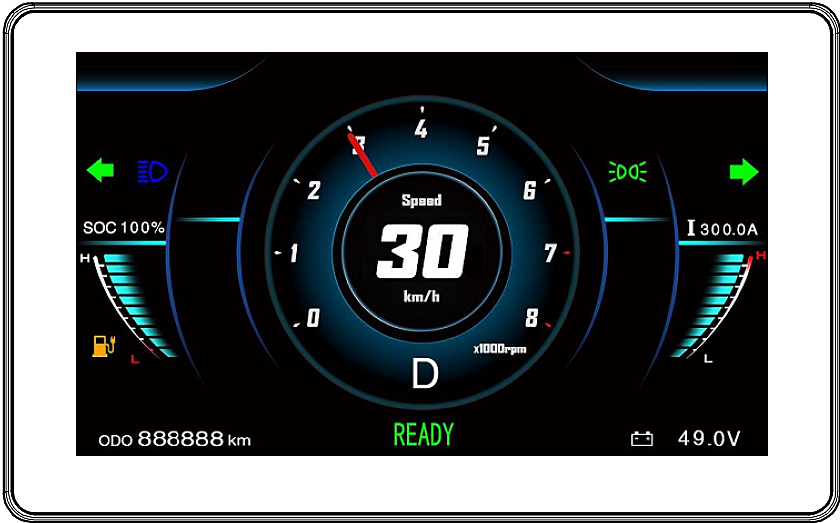 4
3
5
2
6
SOC 100%
Speed
I 300.0A
H
1
30
7
H
km/h
0
8
x1000rpm
L
D
L
READY
ODO 888888 km
49.0V